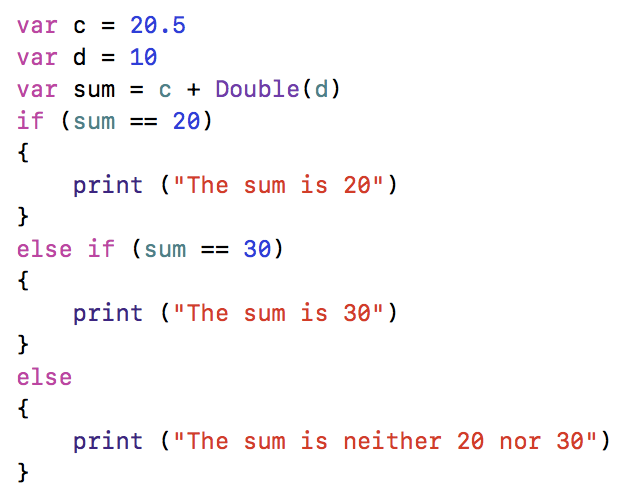 var c = 20.5
var d = 10
var sum = c + Double(d)
if (sum == 20)
{
    print ("The sum is 20")
}
else if (sum == 30)
{
    print ("The sum is 30")
}
else
{
    print ("The sum is neither 20 nor 30")
}